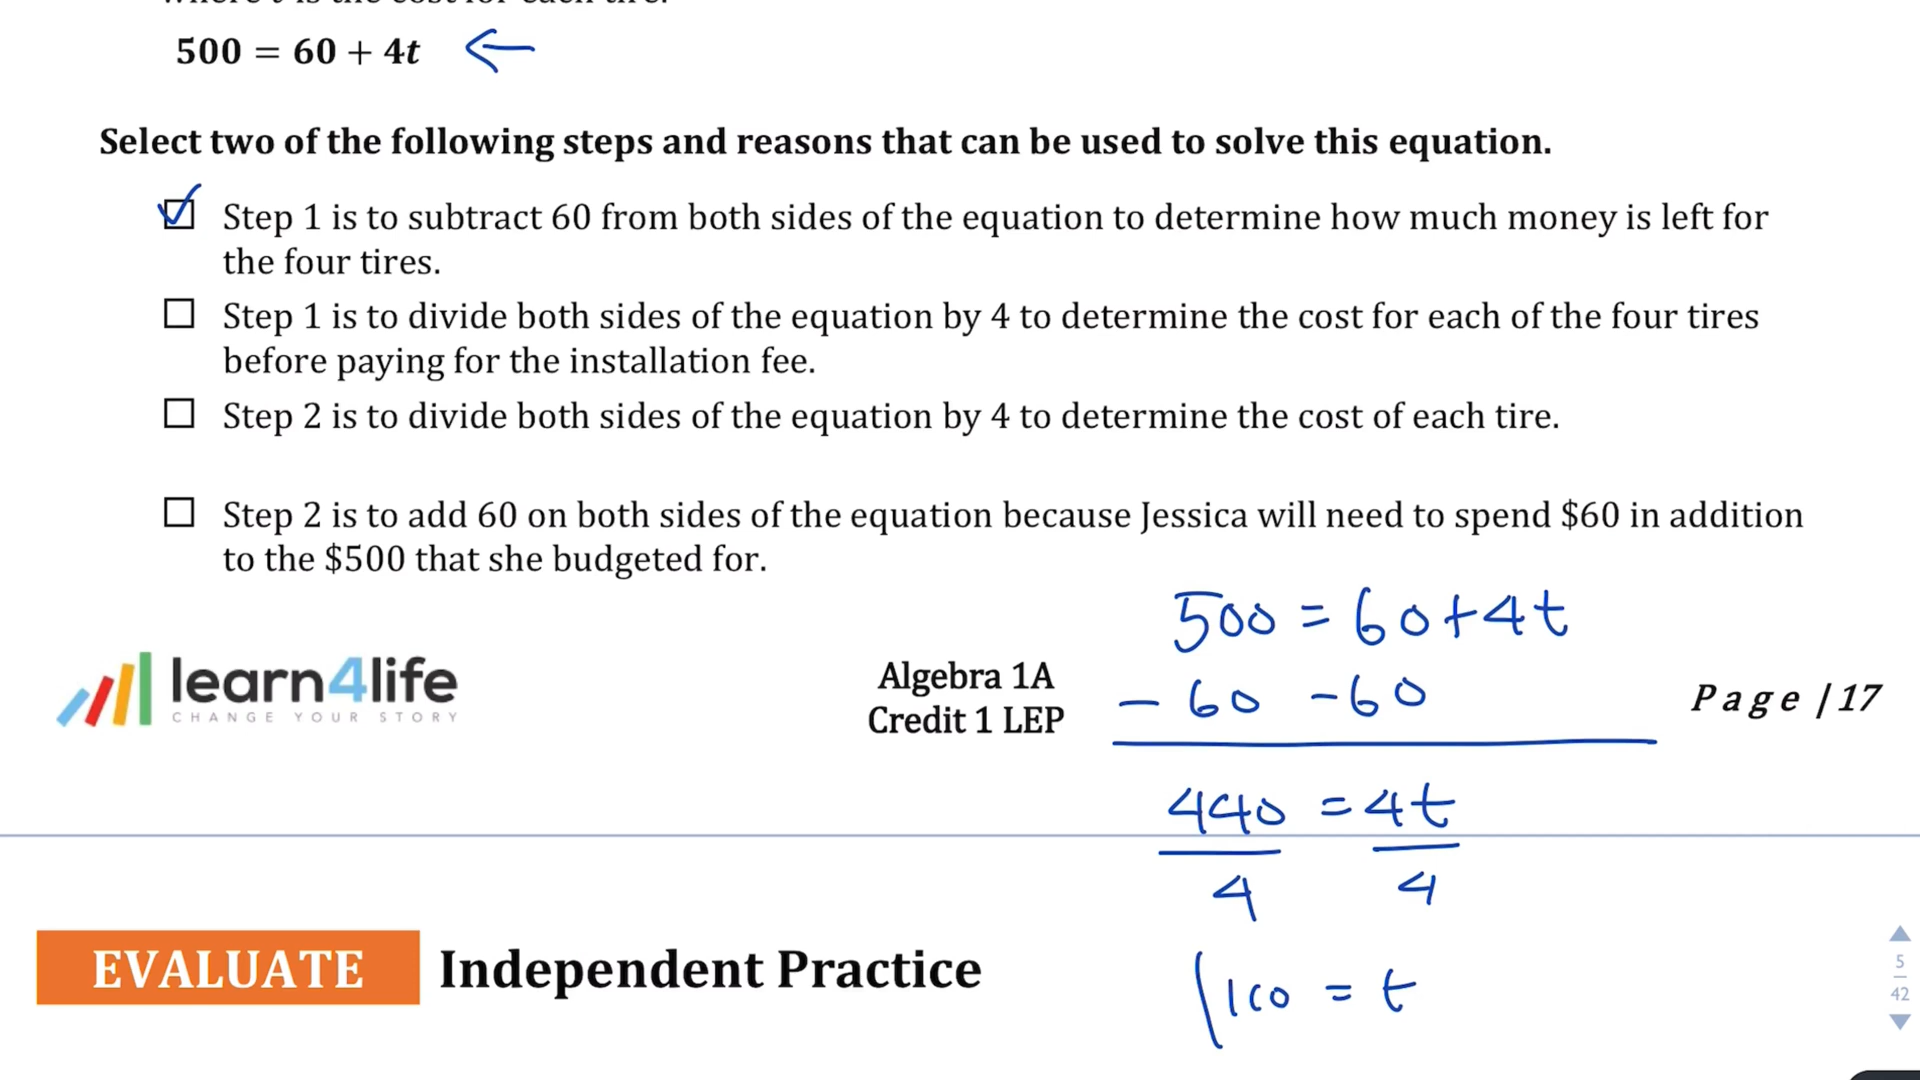 500 = 60 + 4t
Select two of the following steps and reasons that can be used to solve this equation.
Step 1 is to subtract 60 from both sides of the equation to determine how much money is left for
the four tires.
Step 1 is to divide both sides of the equation by 4 to determine the cost for each of the four tires
before paying for the installation fee.
Step 2 is to divide both sides of the equation by 4 to determine the cost of each tire.
Step 2 is to add 60 on both sides of the equation because Jessica will need to spend $60 in addition
to the $500 that she budgeted for.
500 = 60+4t
- 60 -60
440 = 4t
4 4
= t
learn4life
CHANGE YOUR STORY
Algebra 1A
Credit 1 LEP
Page |17
EVALUATE Independent Practice
5
42